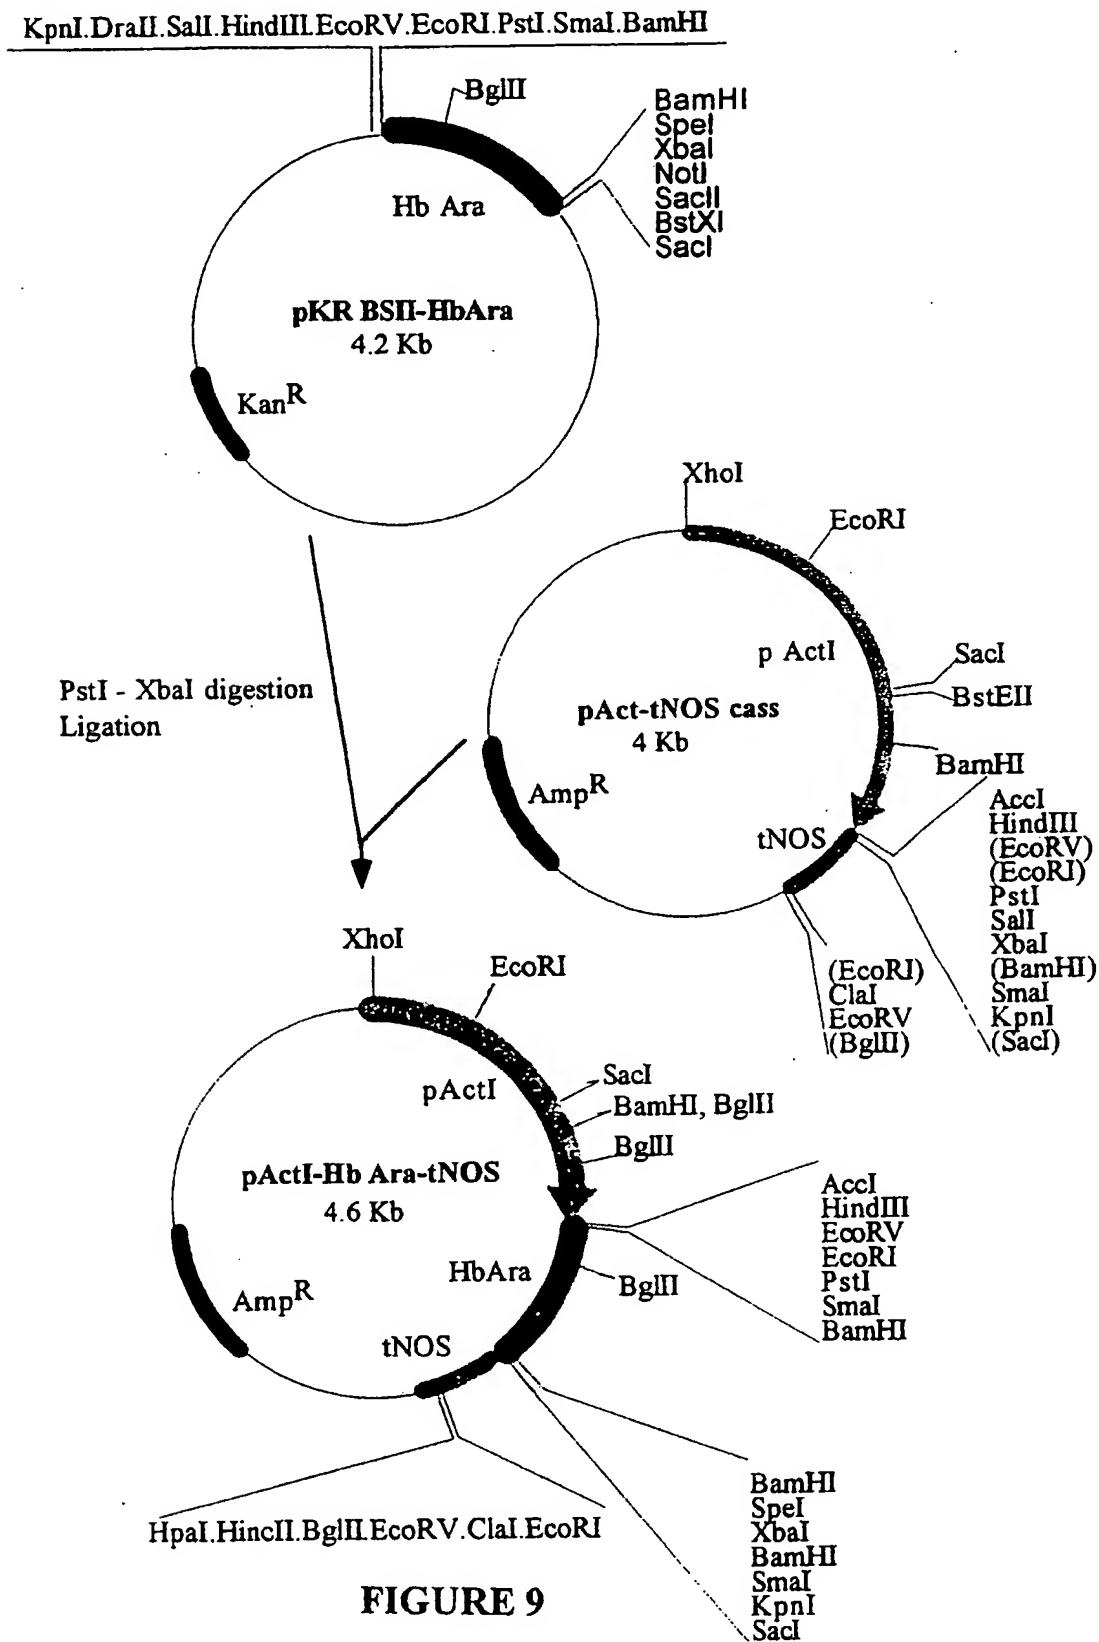 KpnI.DraII.SalI.HindIII.EcoRV.EcoRI.PstI.SmaI.BamHI
BglII
BamHI
SpeI
XbaI
NotI
SacII
BstXI
SacI
Hb Ara
pKR BSII-HbAra
4.2 Kb
KanR
XhoI
EcoRI
p ActI
SacI
BstEII
PstI - XbaI digestion
Ligation
pAct-tNOS cass
4 Kb
BamHI
AmpR
tNOS
AccI
HindIII
(EcoRV)
(EcoRI)
PstI
SalI
XbaI
(BamHI)
SmaI
KpnI
(SacI)
(EcoRI)
ClaI
EcoRV
(BglII)
XhoI
EcoRI
pActI
SacI
BamHI, BglII
BglII
pActI-Hb Ara-tNOS
4.6 Kb
AccI
HindIII
EcoRV
EcoRI
PstI
SmaI
BamHI
HbAra
BglII
AmpR
tNOS
HpaI.HincII.BglII.EcoRV.ClaI.EcoRI
BamHI
SpeI
XbaI
BamHI
SmaI
KpnI
SacI
FIGURE 9